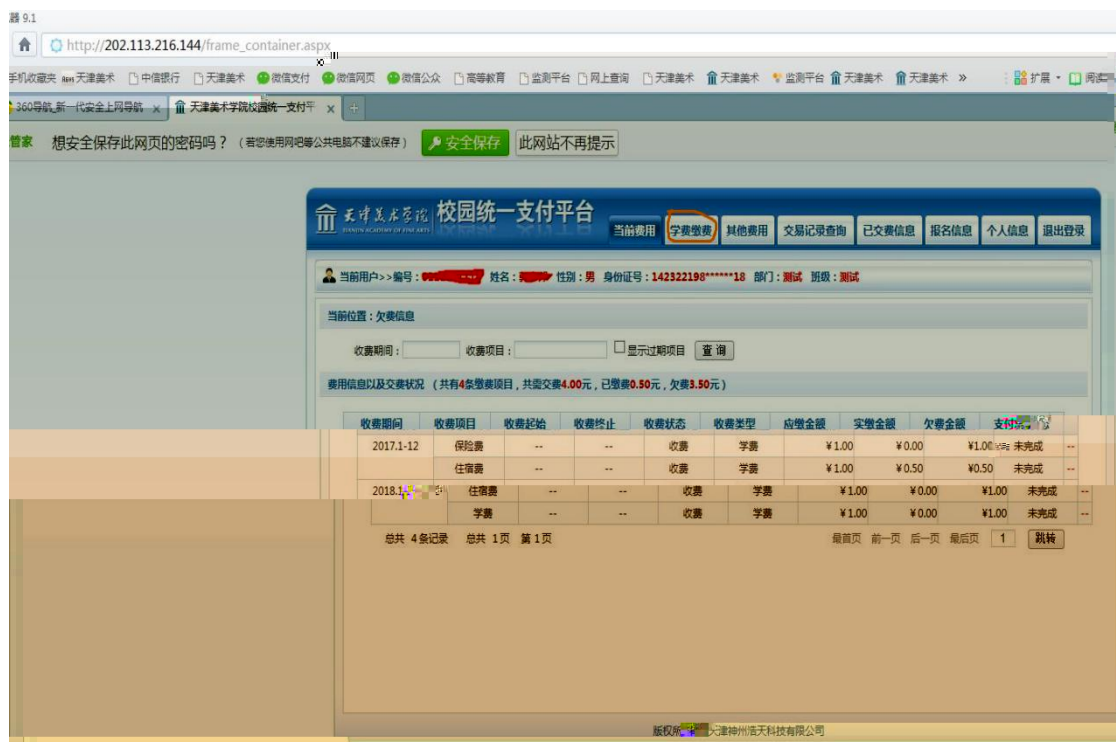 器 9.1
http://202.113.216.144/frame_container.aspx
手机收藏夹 天津美术 中信银行 天津美术 微信支付 微信网页 微信公众 高等教育 监测平台 网上查询 天津美术 天津美术 监测平台 天津美术 天津美术 » 扩展
360导航_新一代安全上网导航 x 天津美术学院校园统一支付平 x +
管家 想安全保存此网页的密码吗？（若您使用网吧等公共电脑不建议保存） 安全保存 此网站不再提示
天津美术学院 校园统一支付平台
TIANJIN ACADEMY OF FINE ARTS
当前费用 学费缴费 其他费用 交易记录查询 已交费信息 报名信息 个人信息 退出登录
当前用户>>编号： 姓名： 性别：男 身份证号：142322198******18 部门：测试 班级：测试
当前位置：欠费信息
收费期间： 收费项目： 显示过期项目 查询
费用信息以及交费状况 （共有4条缴费项目，共需交费4.00元，已缴费0.50元，欠费3.50元）
收费期间 收费项目 收费起始 收费终止 收费状态 收费类型 应缴金额 实缴金额 欠费金额 支付
2017.1-12 保险费 -- -- 收费 学费 ¥1.00 ¥0.00 ¥1.00 未完成 --
住宿费 -- -- 收费 学费 ¥1.00 ¥0.50 ¥0.50 未完成 --
2018.1 住宿费 -- -- 收费 学费 ¥1.00 ¥0.00 ¥1.00 未完成 --
学费 -- -- 收费 学费 ¥1.00 ¥0.00 ¥1.00 未完成 --
总共 4条记录 总共 1页 第1页 最首页 前一页 后一页 最后页 1 跳转
版权所 天津神州浩天科技有限公司